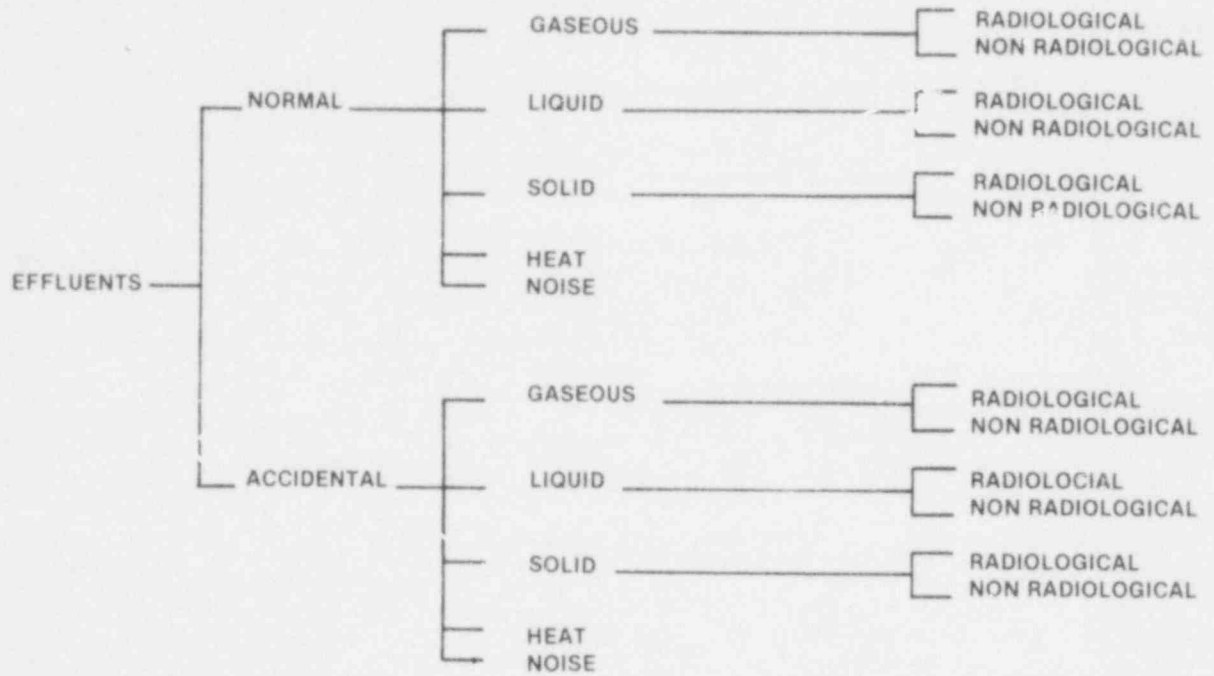 GASEOUS
RADIOLOGICAL
NON RADIOLOGICAL
NORMAL
LIQUID
RADIOLOGICAL
NON RADIOLOGICAL
SOLID
RADIOLOGICAL
NON RADIOLOGICAL
HEAT
NOISE
EFFLUENTS
GASEOUS
RADIOLOGICAL
NON RADIOLOGICAL
ACCIDENTAL
LIQUID
RADIOLOCIAL
NON RADIOLOGICAL
SOLID
RADIOLOGICAL
NON RADIOLOGICAL
HEAT
NOISE